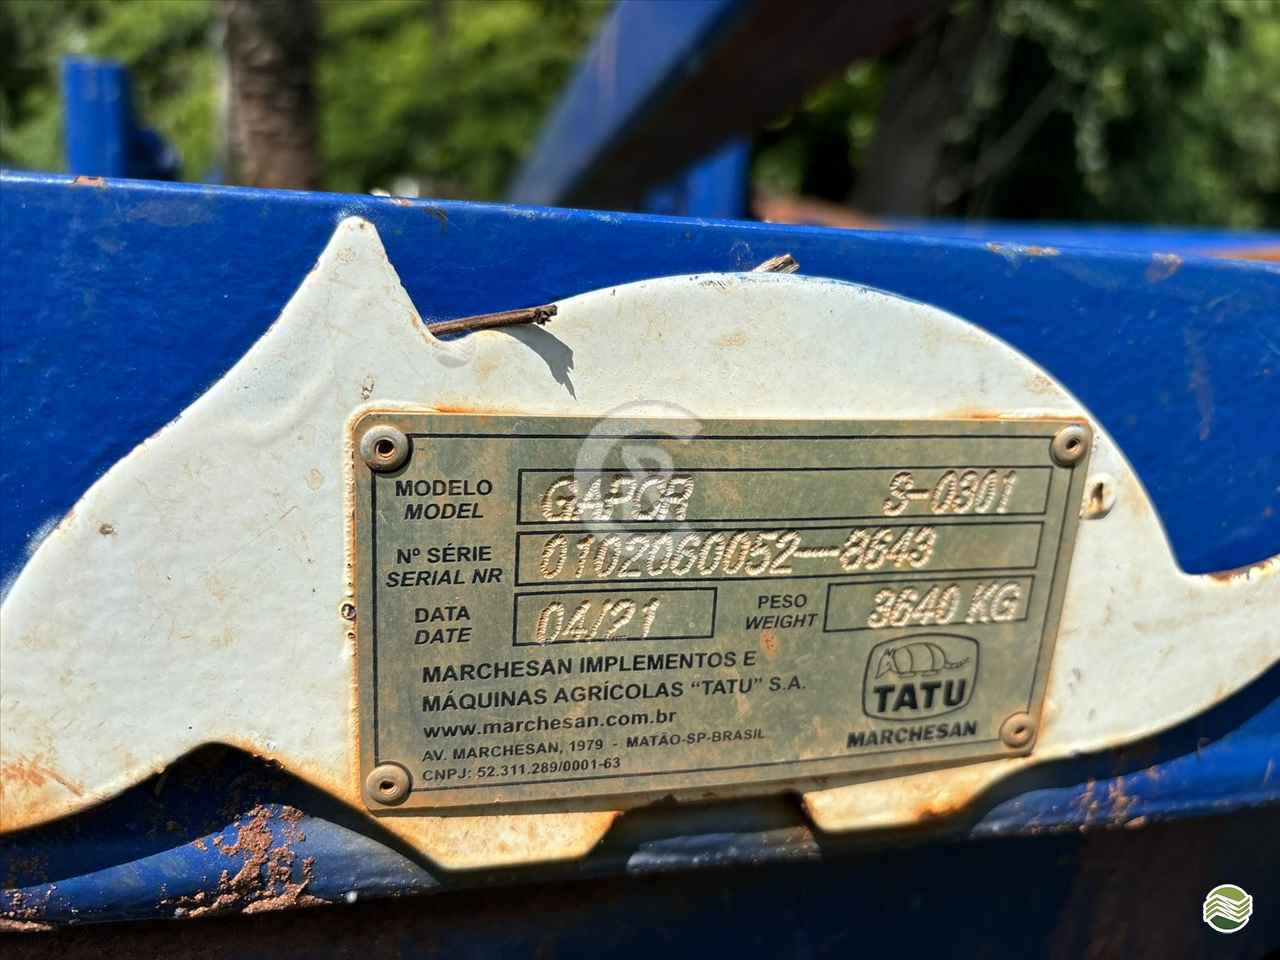 MODELO
MODEL
GAPCR S-0301
Nº SÉRIE
SERIAL NR
0102060052--8643
DATA
DATE
04/21
PESO
WEIGHT
3640 KG
MARCHESAN IMPLEMENTOS E
MÁQUINAS AGRÍCOLAS “TATU” S.A.
www.marchesan.com.br
AV. MARCHESAN, 1979 - MATÃO-SP-BRASIL
CNPJ: 52.311.289/0001-63
TATU
MARCHESAN